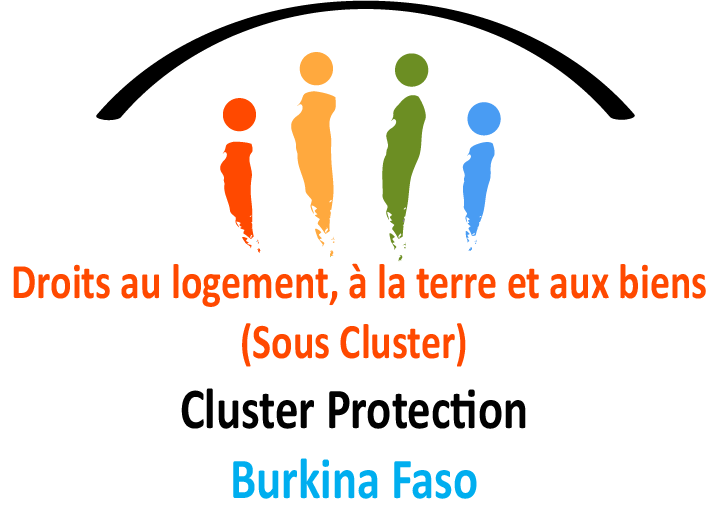 Droits au logement, à la terre et aux biens
(Sous Cluster)
Cluster Protection
Burkina Faso